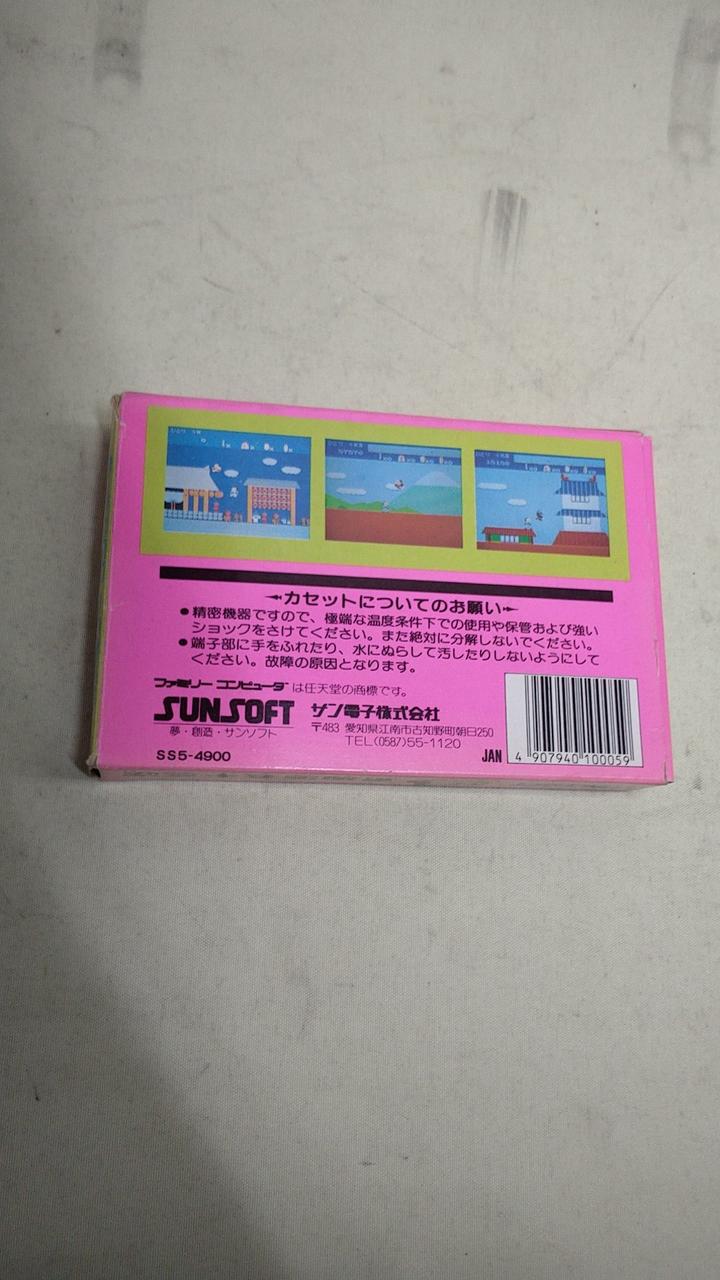 カセットについてのお願い
●精密機器ですので、極端な温度条件下での使用や保管および強い
ショックをさけてください。また絶対に分解しないでください。
●端子部に手をふれたり、水にぬらして汚したりしないようにして
ください。故障の原因となります。
ファミリー コンピュータ は任天堂の商標です。
SUNSOFT サン電子株式会社
夢・創造・サンソフト 〒483 愛知県江南市古知野町朝日250
TEL(0587)55-1120
SS5-4900
JAN 4 907940 100059